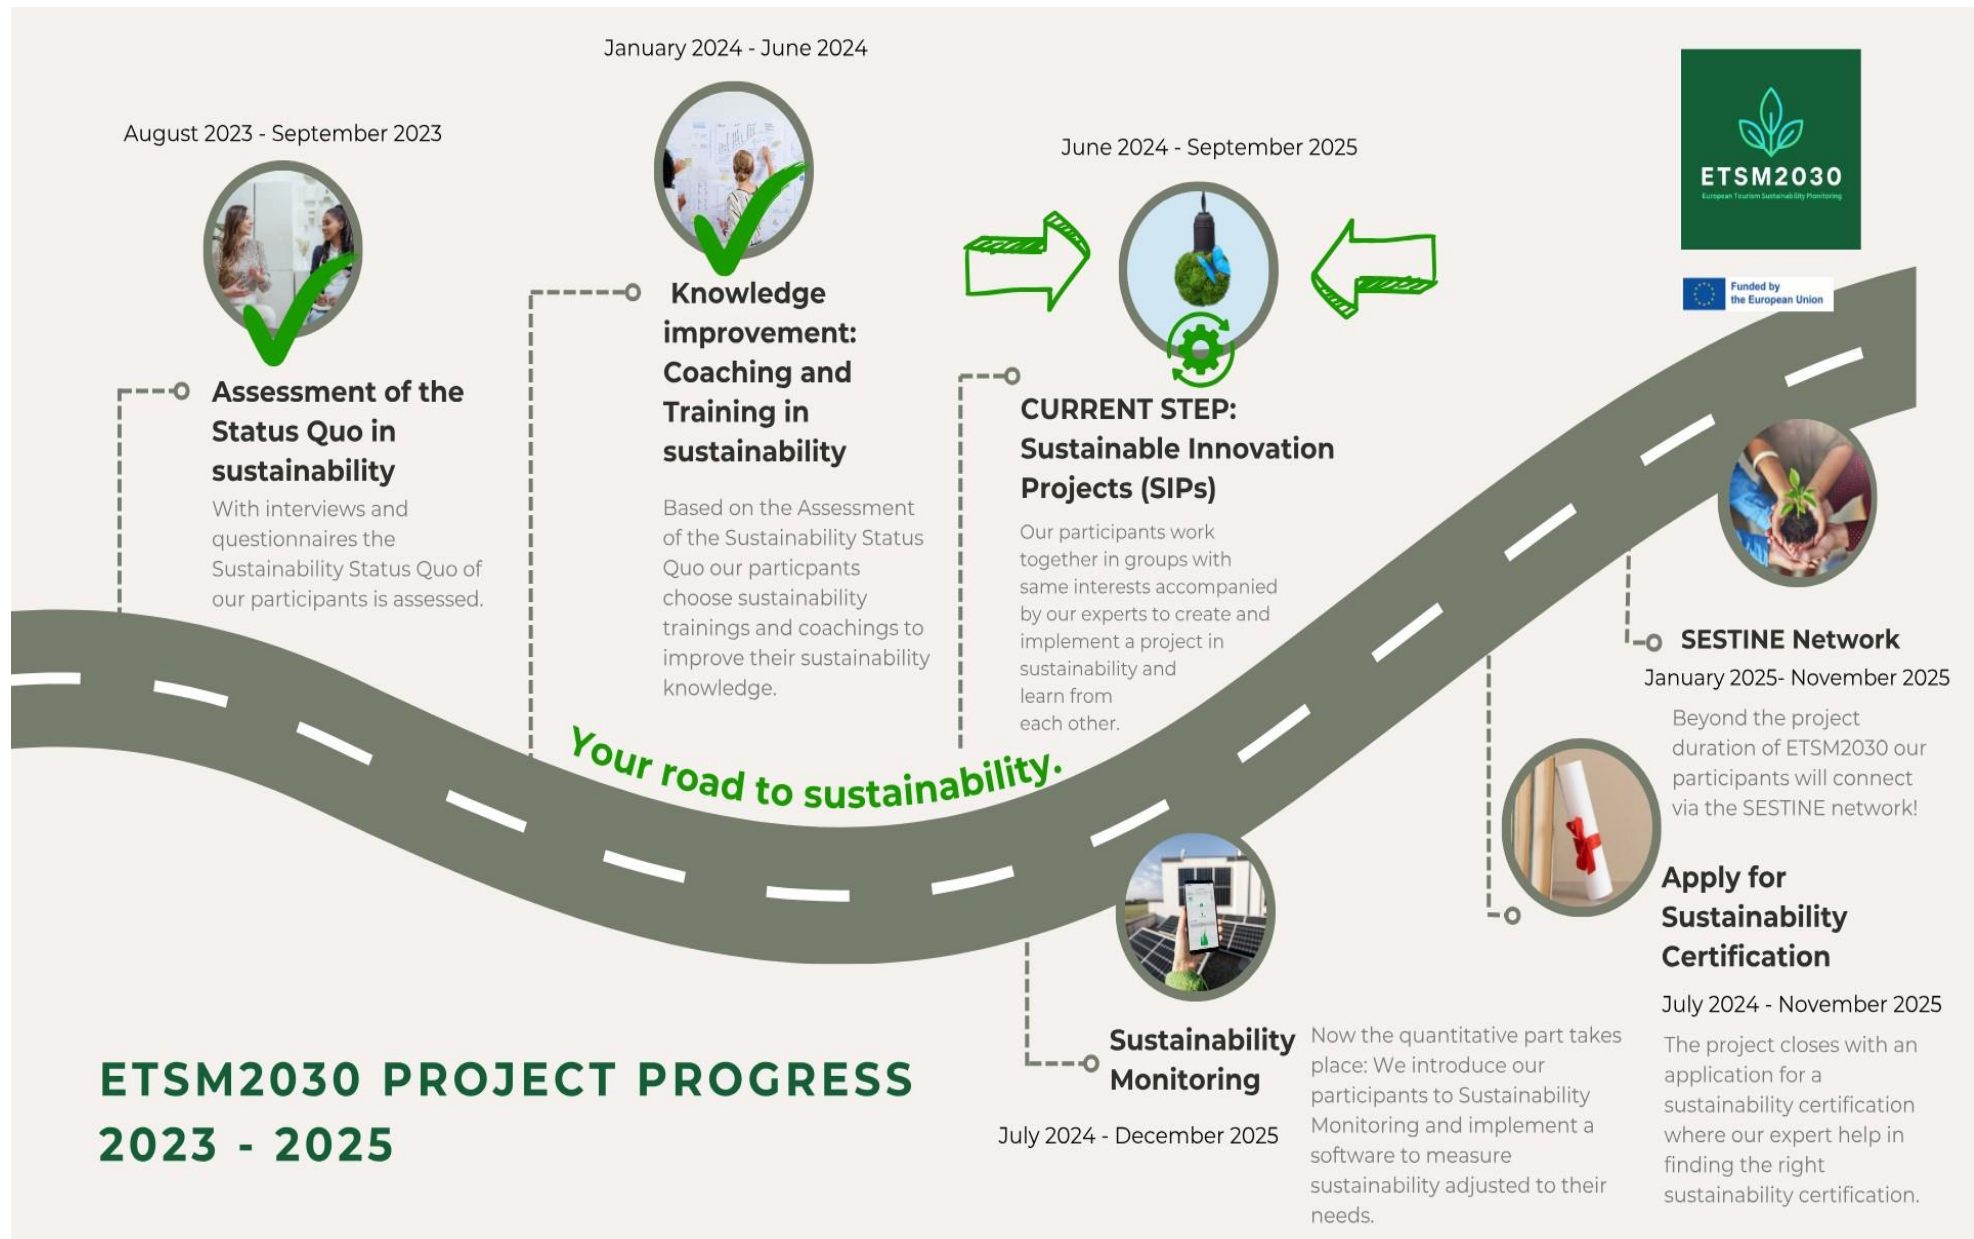 August 2023 - September 2023
Assessment of the
Status Quo in
sustainability
With interviews and
questionnaires the
Sustainability Status Quo of
our participants is assessed.
January 2024 - June 2024
Knowledge
improvement:
Coaching and
Training in
sustainability
Based on the Assessment
of the Sustainability Status
Quo our particpants
choose sustainability
trainings and coachings to
improve their sustainability
knowledge.
June 2024 - September 2025
CURRENT STEP:
Sustainable Innovation
Projects (SIPs)
Our participants work
together in groups with
same interests accompanied
by our experts to create and
implement a project in
sustainability and
learn from
each other.
ETSM2030
European Tourism Sustainability Monitoring
Funded by
the European Union
Your road to sustainability.
SESTINE Network
January 2025- November 2025
Beyond the project
duration of ETSM2030 our
participants will connect
via the SESTINE network!
Apply for
Sustainability
Certification
July 2024 - November 2025
The project closes with an
application for a
sustainability certification
where our expert help in
finding the right
sustainability certification.
Sustainability
Monitoring
July 2024 - December 2025
Now the quantitative part takes
place: We introduce our
participants to Sustainability
Monitoring and implement a
software to measure
sustainability adjusted to their
needs.
ETSM2030 PROJECT PROGRESS
2023 - 2025